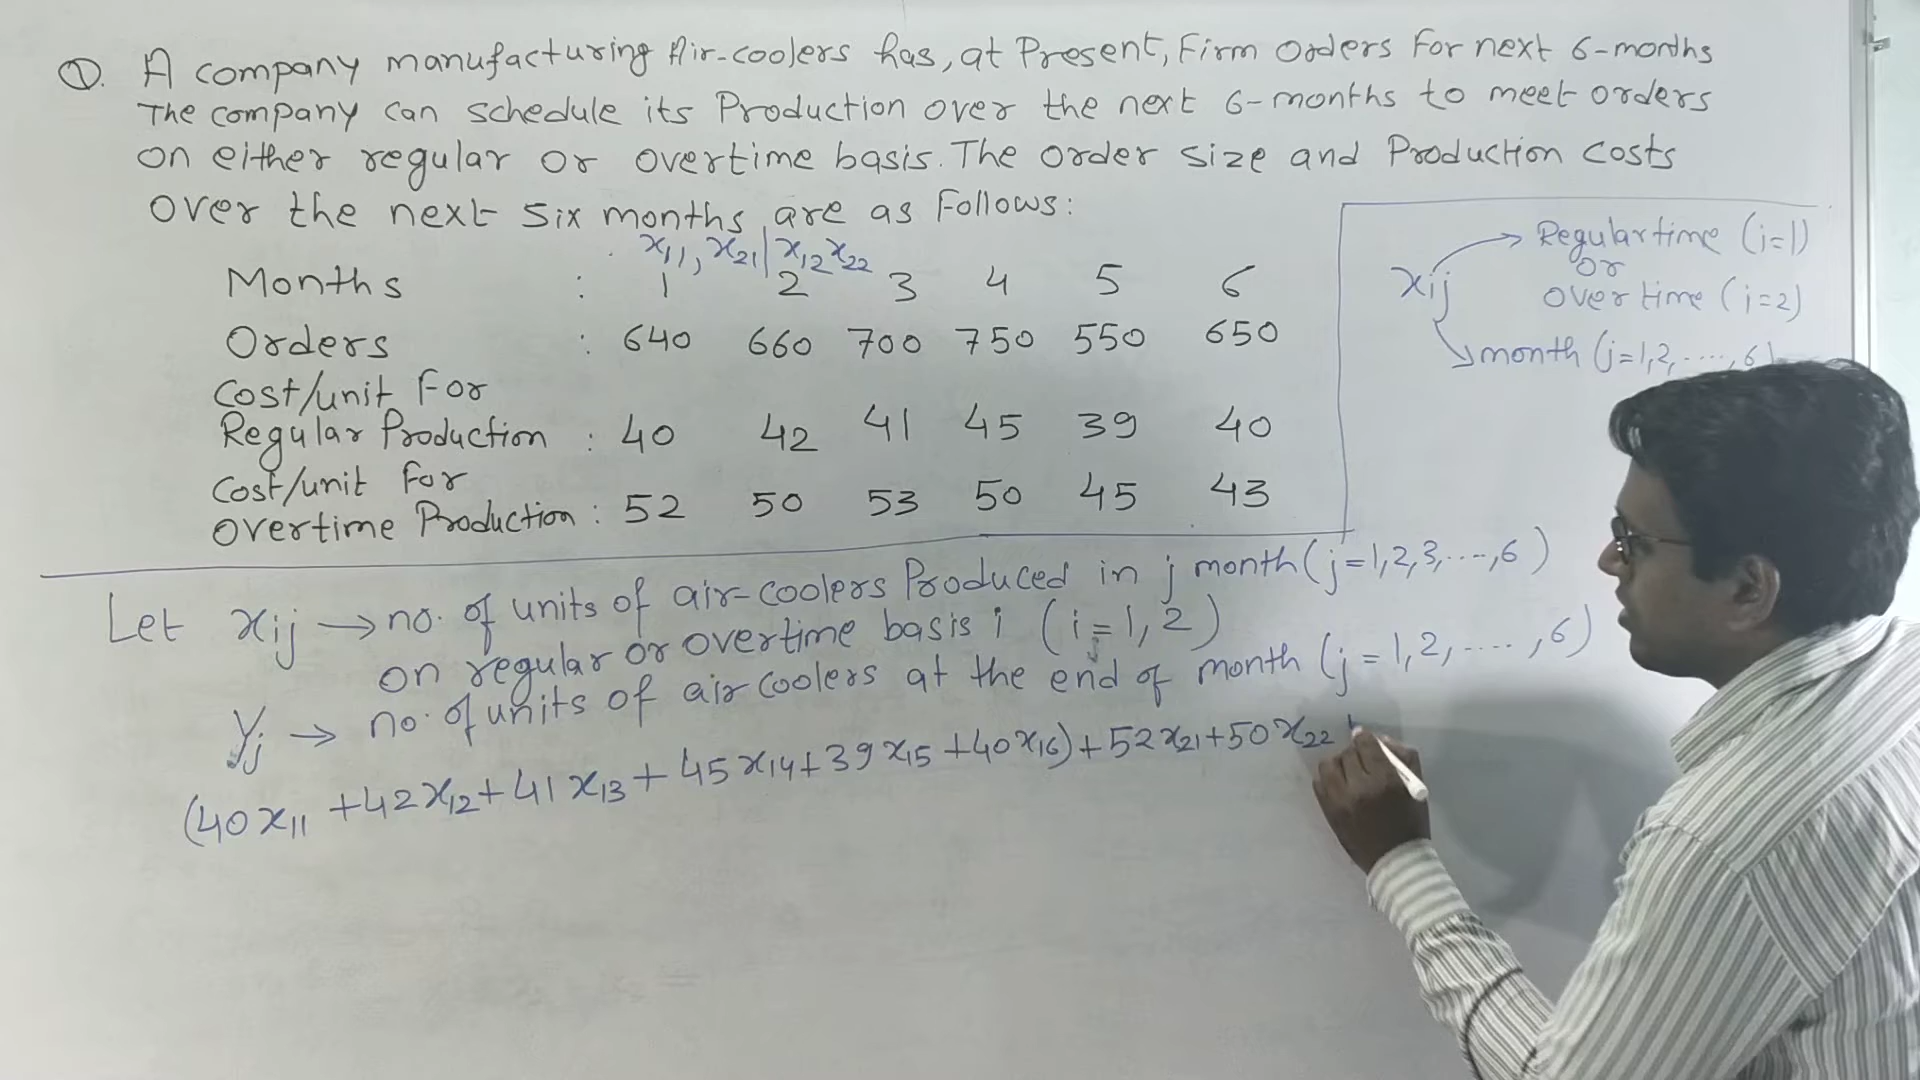 ①. A company manufacturing Air-coolers has, at Present, Firm Orders For next 6-months
The company can schedule its Production over the next 6-months to meet orders
on either regular or overtime basis. The order size and Production costs
over the next six months are as Follows:
x11, x21 | x12 x22
Months : 1 2 3 4 5 6
Orders : 640 660 700 750 550 650
Cost/unit For
Regular Production : 40 42 41 45 39 40
Cost/unit For
Overtime Production : 52 50 53 50 45 43
Regular time (i=1)
or
xij Over time (i=2)
month (j=1,2, ...., 6)
Let xij → no. of units of air-coolers Produced in j month (j=1,2,3,....,6)
on regular or overtime basis i (i=1,2)
Yj → no. of units of air coolers at the end of month (j=1,2,....,6)
(40x11 +42x12+41x13+45x14+39x15+40x16)+52x21+50x22+